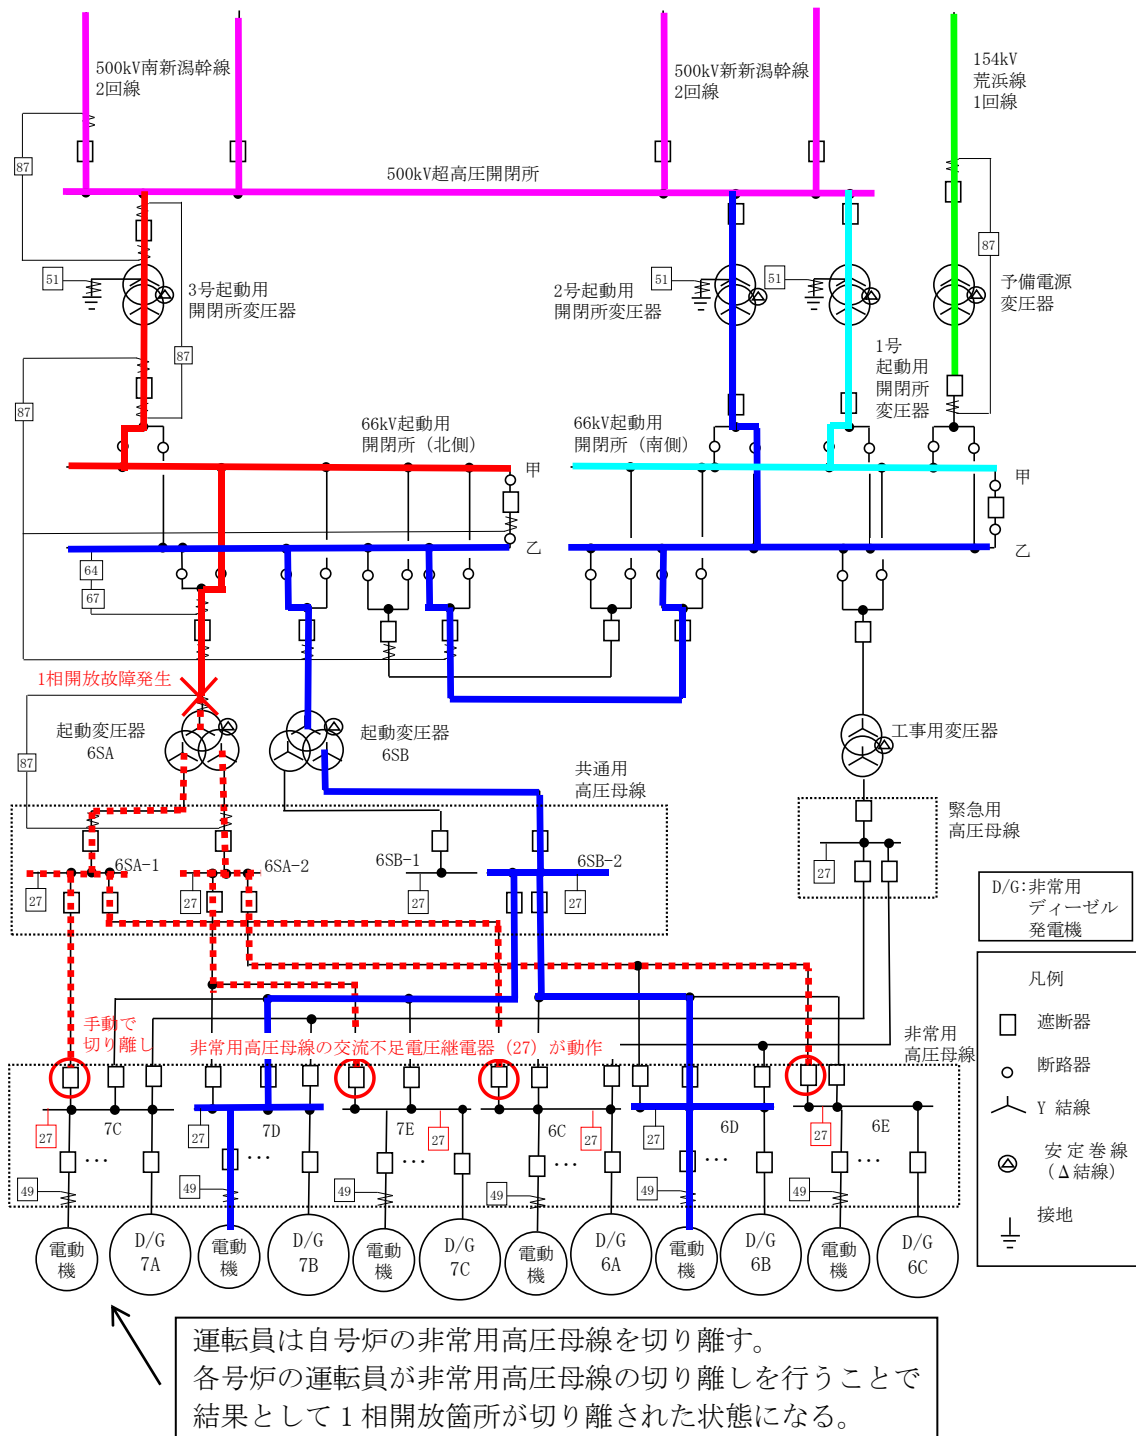 500kV南新潟幹線
2回線
500kV新新潟幹線
2回線
154kV
荒浜線
1回線
87
500kV超高圧開閉所
87
51
3号起動用
開閉所変圧器
51
2号起動用
開閉所変圧器
51
予備電源
変圧器
87
1号
起動用
開閉所
変圧器
87
66kV起動用
開閉所（北側）
66kV起動用
開閉所（南側）
甲
甲
乙
乙
64
67
1相開放故障発生
起動変圧器
6SA
起動変圧器
6SB
工事用変圧器
87
共通用
高圧母線
緊急用
高圧母線
6SA-1
6SA-2
6SB-1
6SB-2
27
27
27
27
27
D/G:非常用
ディーゼル
発電機
凡例
遮断器
断路器
Y 結線
安定巻線
(Δ結線)
接地
手動で
切り離し
非常用高圧母線の交流不足電圧継電器（27）が動作
非常用
高圧母線
7C
7D
7E
6C
6D
6E
27
27
27
27
27
27
...
...
...
...
...
...
49
49
49
49
49
49
電動
機
D/G
7A
電動
機
D/G
7B
電動
機
D/G
7C
電動
機
D/G
6A
電動
機
D/G
6B
電動
機
D/G
6C
運転員は自号炉の非常用高圧母線を切り離す。
各号炉の運転員が非常用高圧母線の切り離しを行うことで
結果として１相開放箇所が切り離された状態になる。